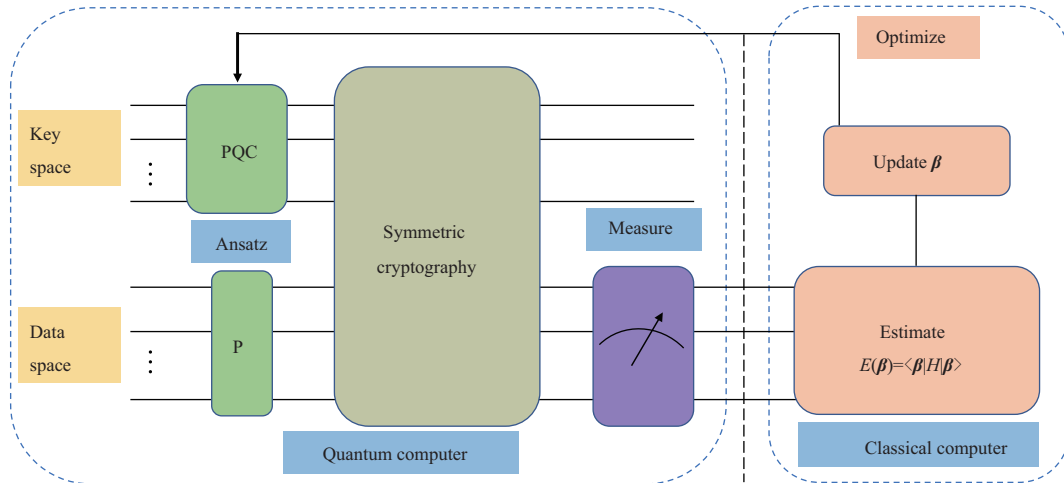 Optimize
Key
space
PQC
Update β
Ansatz
Symmetric
cryptography
Measure
Data
space
P
Estimate
E(β)=<β|H|β>
Quantum computer
Classical computer